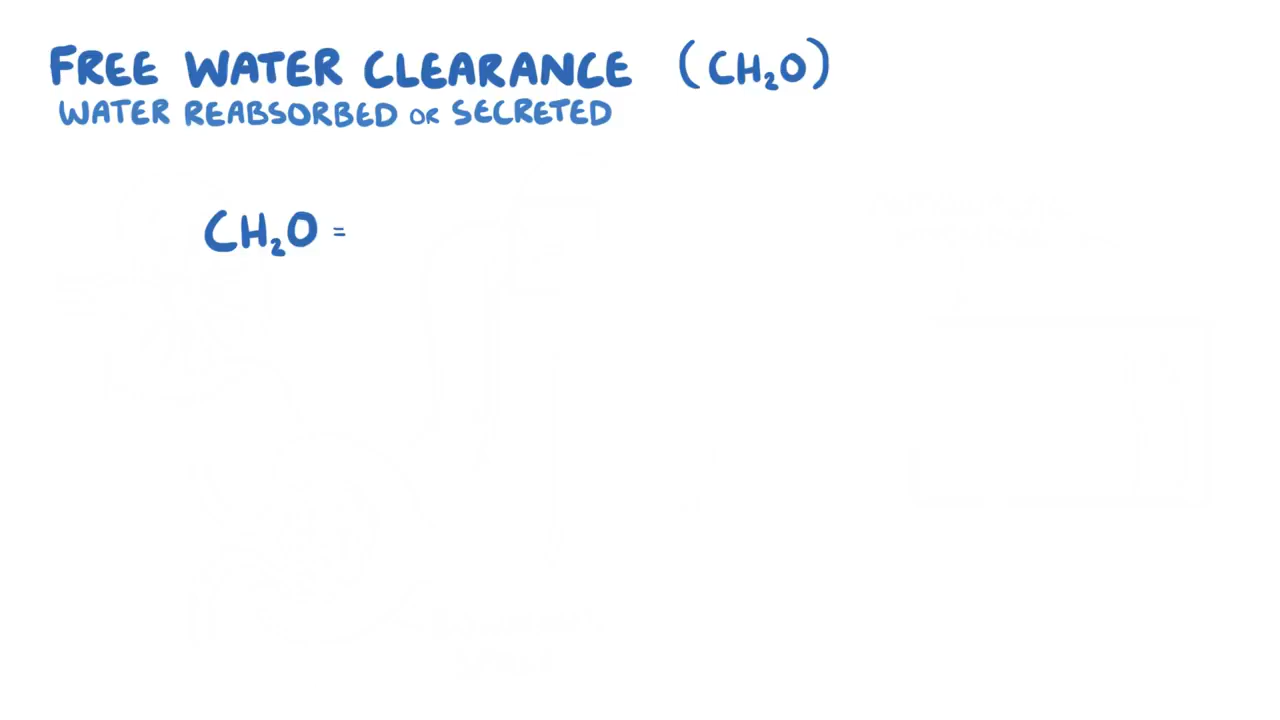 FREE WATER CLEARANCE (CH₂O)
WATER REABSORBED OR SECRETED
CH₂O =